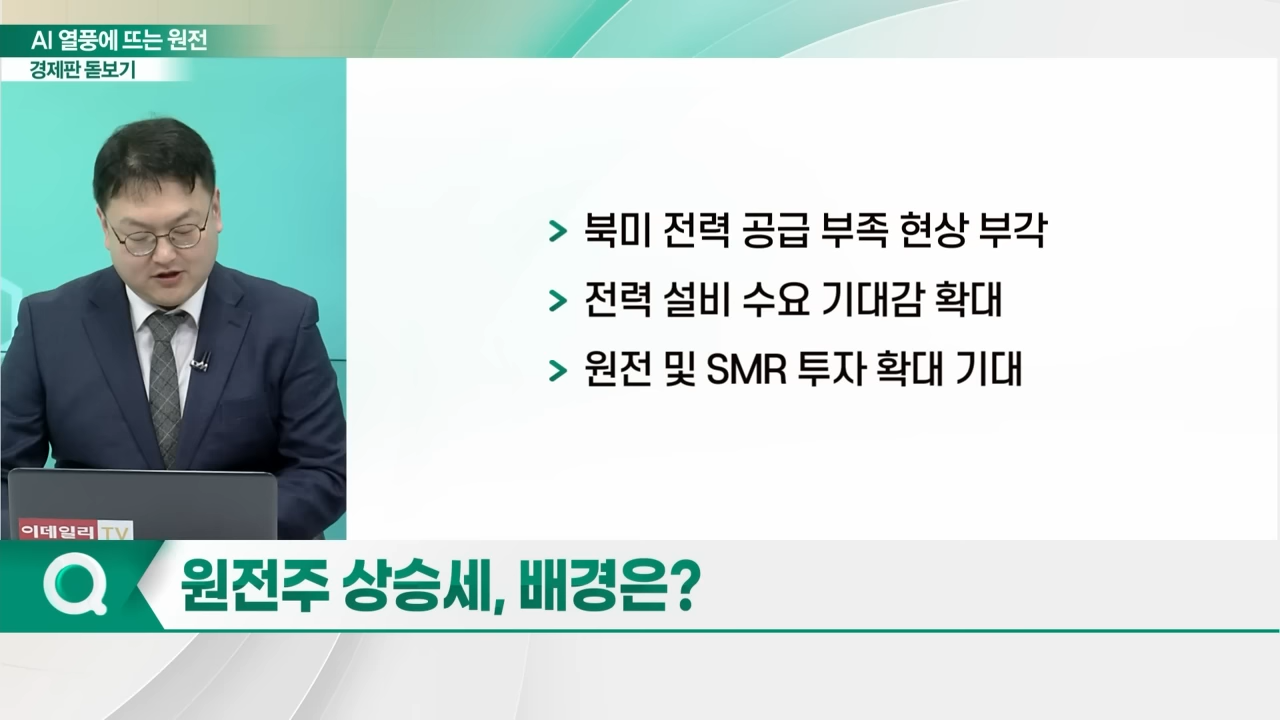 AI 열풍에 뜨는 원전
경제판 돋보기
> 북미 전력 공급 부족 현상 부각
> 전력 설비 수요 기대감 확대
> 원전 및 SMR 투자 확대 기대
이데일리 TV
Q 원전주 상승세, 배경은?